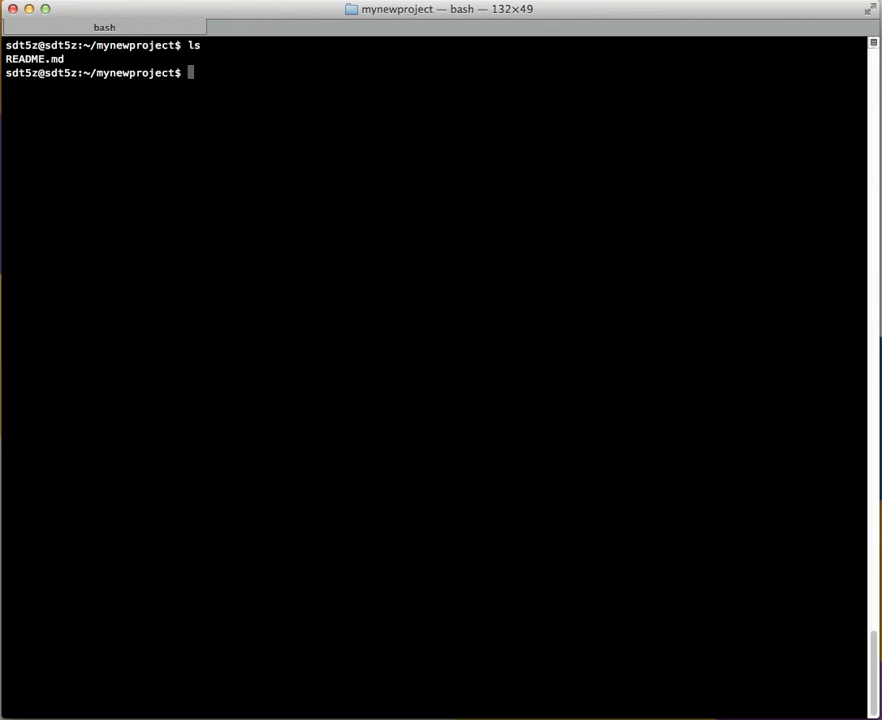 mynewproject — bash — 132×49
bash
sdt5z@sdt5z:~/mynewproject$ ls
README.md
sdt5z@sdt5z:~/mynewproject$